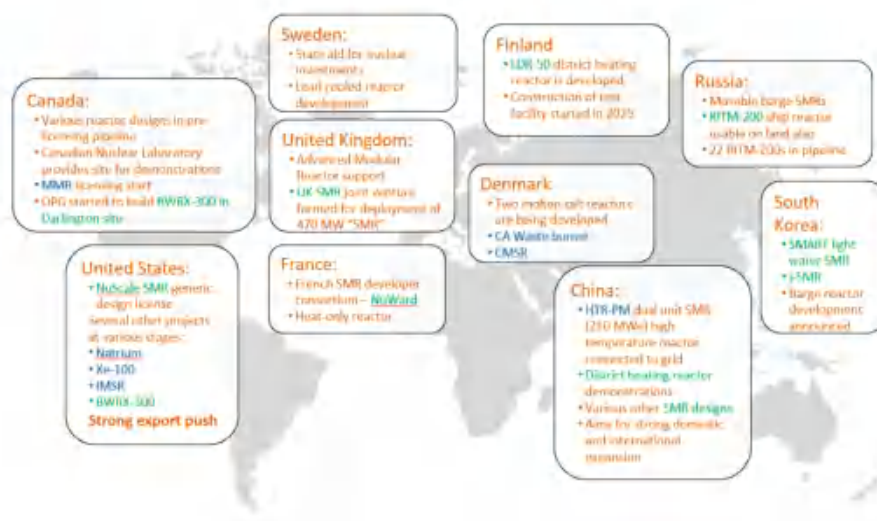 Sweden:
• State aid for nuclear
investments
• Lead cooled reactor
development
Finland
• LDR-50 district heating
reactor is developed
• Construction of test
facility started in 2025
Russia:
• Movable barge SMRs
• RITM-200 ship reactor
usable on land also
• 22 RITM-200s in pipeline
Canada:
• Various reactor designs in pre-
licensing pipeline
• Canadian Nuclear Laboratory
provides site for demonstrations
• MMR licensing start
• OPG started to build BWRX-300 in
Darlington site
United Kingdom:
• Advanced Modular
Reactor support
• UK SMR joint venture
formed for deployment of
470 MW "SMR"
Denmark
• Two molten salt reactors
are being developed
• CA Waste burner
• CMSR
South
Korea:
• SMART light
water SMR
• i-SMR
• Barge reactor
development
announced
United States:
• NuScale SMR generic
design license
several other projects
at various stages:
• Natrium
• Xe-100
• IMSR
• BWRX-300
Strong export push
France:
• French SMR developer
consortium – NuWard
• Heat-only reactor
China:
• HTR-PM dual unit SMR
(210 MWe) high
temperature reactor
connected to grid
• District heating reactor
demonstrations
• Various other SMR designs
• Aims for strong domestic
and international
expansion